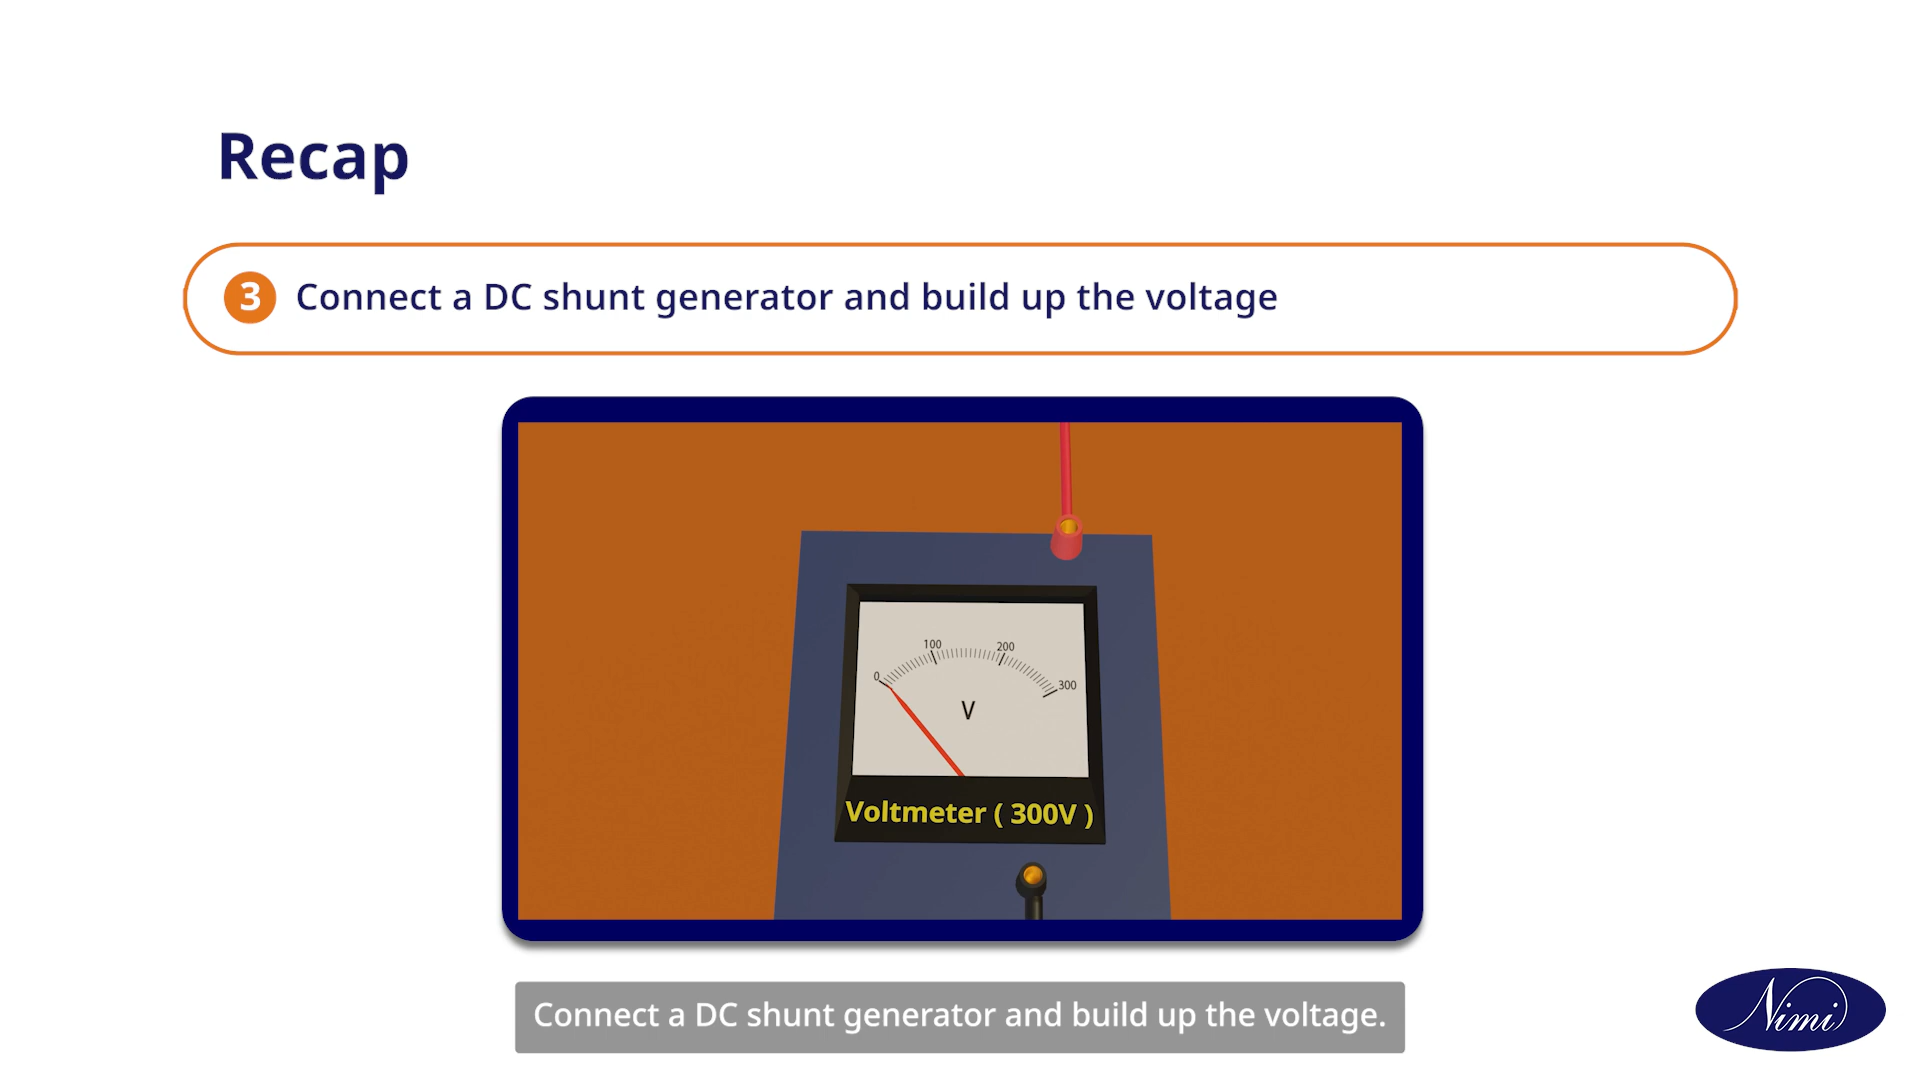 Recap
3 Connect a DC shunt generator and build up the voltage
0 100 200 300
V
Voltmeter ( 300V )
Connect a DC shunt generator and build up the voltage.
Nimi